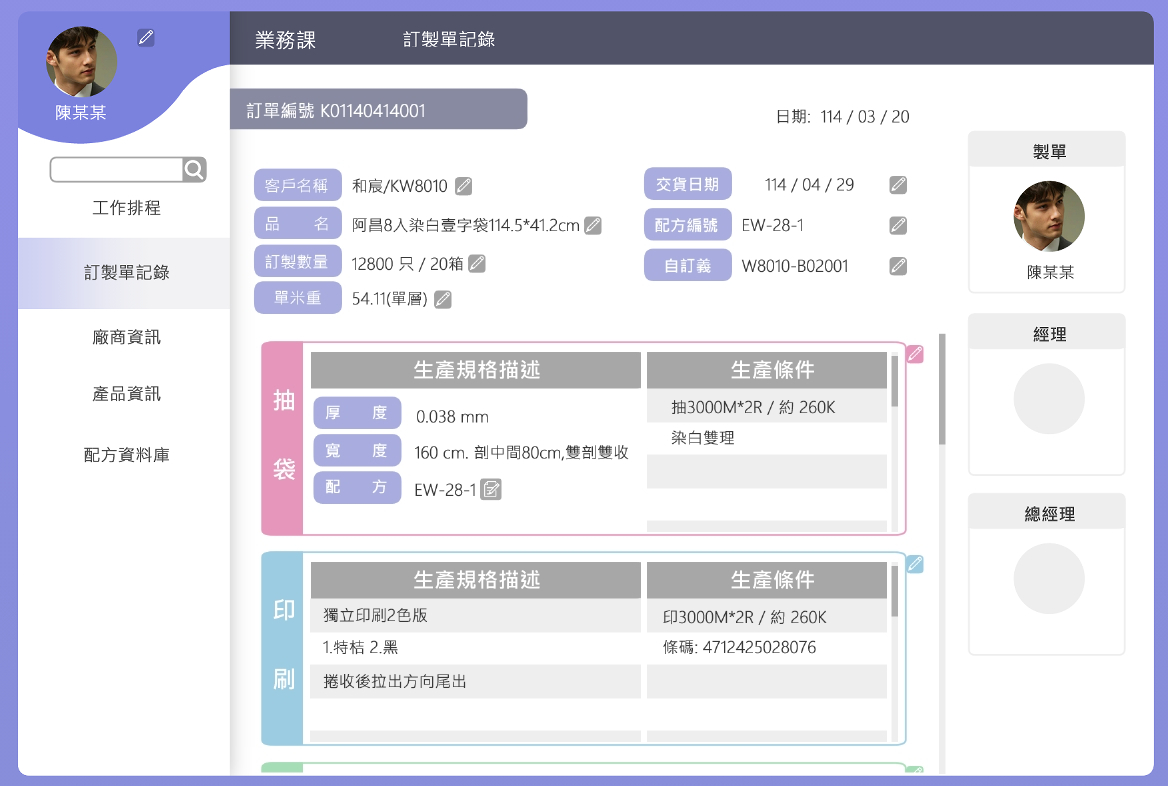 陳某某
業務課 訂製單記錄
工作排程
訂製單記錄
廠商資訊
產品資訊
配方資料庫
訂單編號 K01140414001
日期: 114 / 03 / 20
客戶名稱 和宸/KW8010
品 名 阿昌8入染白壹字袋114.5*41.2cm
訂製數量 12800 只 / 20箱
單米重 54.11(單層)
交貨日期 114 / 04 / 29
配方編號 EW-28-1
自訂義 W8010-B02001
抽袋
生產規格描述
厚 度 0.038 mm
寬 度 160 cm. 剖中間80cm,雙剖雙收
配 方 EW-28-1
生產條件
抽3000M*2R / 約 260K
染白雙理
印刷
生產規格描述
獨立印刷2色版
1.特桔 2.黑
捲收後拉出方向尾出
生產條件
印3000M*2R / 約 260K
條碼: 4712425028076
製單
陳某某
經理
總經理